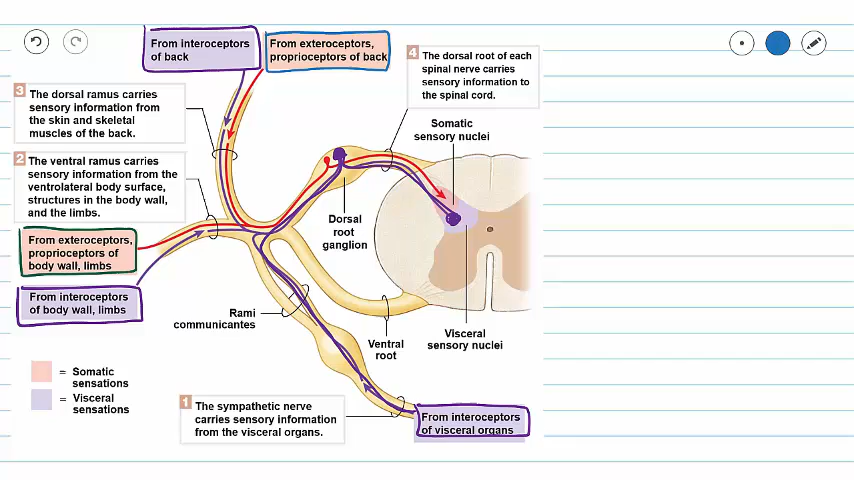 From interoceptors
of back
From exteroceptors,
proprioceptors of back
4
The dorsal root of each
spinal nerve carries
sensory information to
the spinal cord.
3
The dorsal ramus carries
sensory information from
the skin and skeletal
muscles of the back.
Somatic
sensory nuclei
2
The ventral ramus carries
sensory information from the
ventrolateral body surface,
structures in the body wall,
and the limbs.
Dorsal
root
ganglion
From exteroceptors,
proprioceptors of
body wall, limbs
From interoceptors
of body wall, limbs
Rami
communicantes
Ventral
root
Visceral
sensory nuclei
= Somatic
sensations
= Visceral
sensations
1
The sympathetic nerve
carries sensory information
from the visceral organs.
From interoceptors
of visceral organs